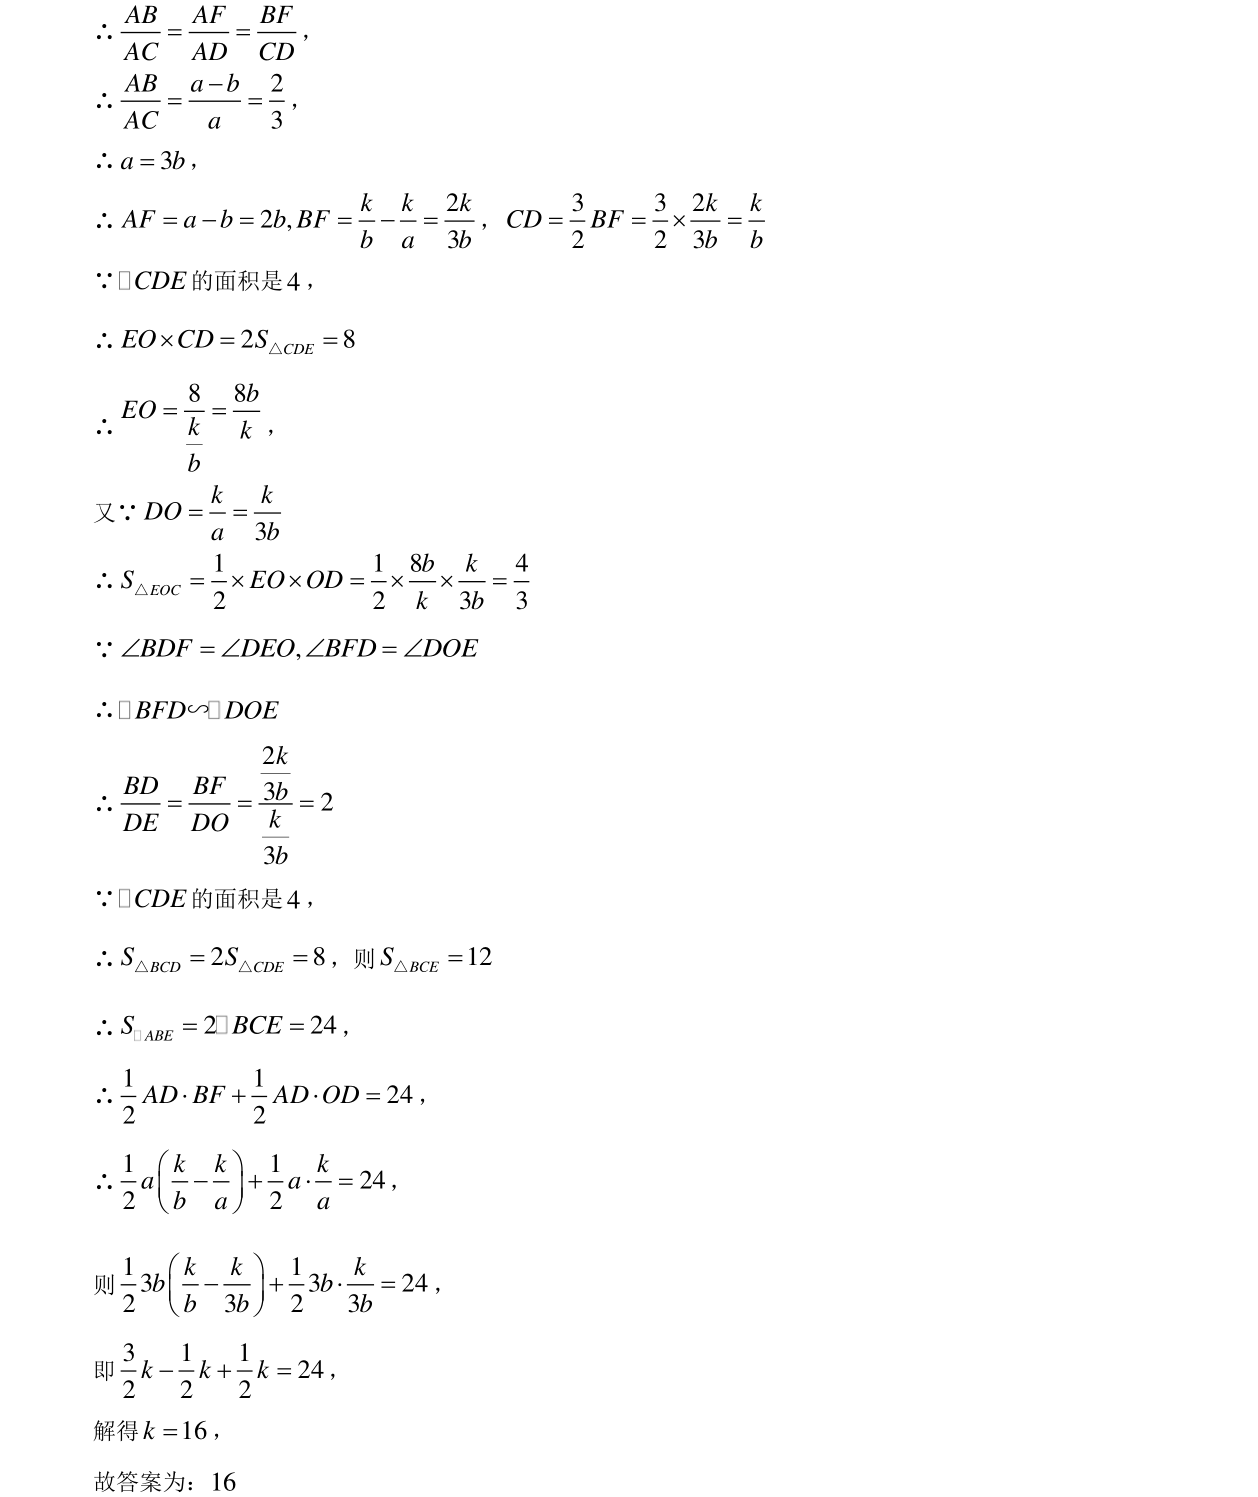 ∴ AB/AC = AF/AD = BF/CD，
∴ AB/AC = (a−b)/a = 2/3，
∴ a = 3b，
∴ AF = a − b = 2b, BF = k/b − k/a = 2k/3b， CD = 3/2 BF = 3/2 × 2k/3b = k/b
∵ □CDE 的面积是 4，
∴ EO × CD = 2S△CDE = 8
∴ EO = 8/(k/b) = 8b/k，
又∵ DO = k/a = k/3b
∴ S△EOC = 1/2 × EO × OD = 1/2 × 8b/k × k/3b = 4/3
∵ ∠BDF = ∠DEO, ∠BFD = ∠DOE
∴ □BFD∽□DOE
∴ BD/DE = BF/DO = (2k/3b)/(k/3b) = 2
∵ □CDE 的面积是 4，
∴ S△BCD = 2S△CDE = 8，则 S△BCE = 12
∴ S□ABE = 2□BCE = 24，
∴ 1/2 AD·BF + 1/2 AD·OD = 24，
∴ 1/2 a(k/b − k/a) + 1/2 a·k/a = 24，
则 1/2 3b(k/b − k/3b) + 1/2 3b·k/3b = 24，
即 3/2 k − 1/2 k + 1/2 k = 24，
解得 k = 16，
故答案为：16